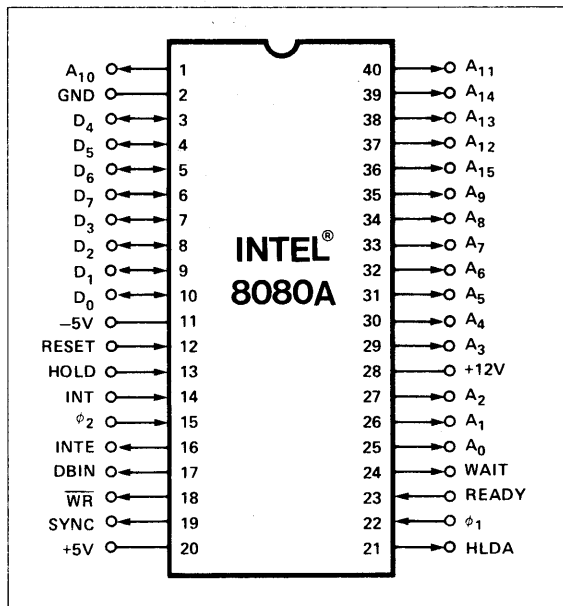 A10 1 40 A11
GND 2 39 A14
D4 3 38 A13
D5 4 37 A12
D6 5 36 A15
D7 6 35 A9
D3 7 34 A8
D2 8 33 A7
D1 9 32 A6
D0 10 31 A5
−5V 11 30 A4
RESET 12 29 A3
HOLD 13 28 +12V
INT 14 27 A2
ϕ2 15 26 A1
INTE 16 25 A0
DBIN 17 24 WAIT
W̅R̅ 18 23 READY
SYNC 19 22 ϕ1
+5V 20 21 HLDA
INTEL®
8080A